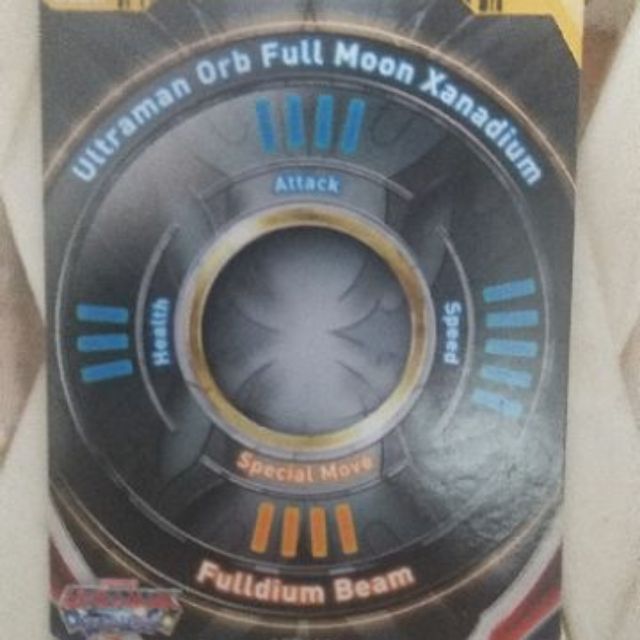 Ultraman Orb Full Moon Xanadium
Attack
Health
Speed
Special Move
Fulldium Beam